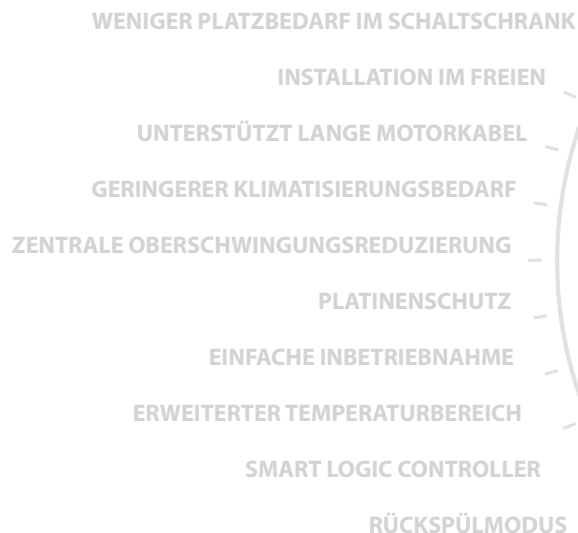 WENIGER PLATZBEDARF IM SCHALTSCHRANK
INSTALLATION IM FREIEN
UNTERSTÜTZT LANGE MOTORKABEL
GERINGERER KLIMATISIERUNGSBEDARF
ZENTRALE OBERSCHWINGUNGSREDUZIERUNG
PLATINENSCHUTZ
EINFACHE INBETRIEBNAHME
ERWEITERTER TEMPERATURBEREICH
SMART LOGIC CONTROLLER
RÜCKSPÜLMODUS